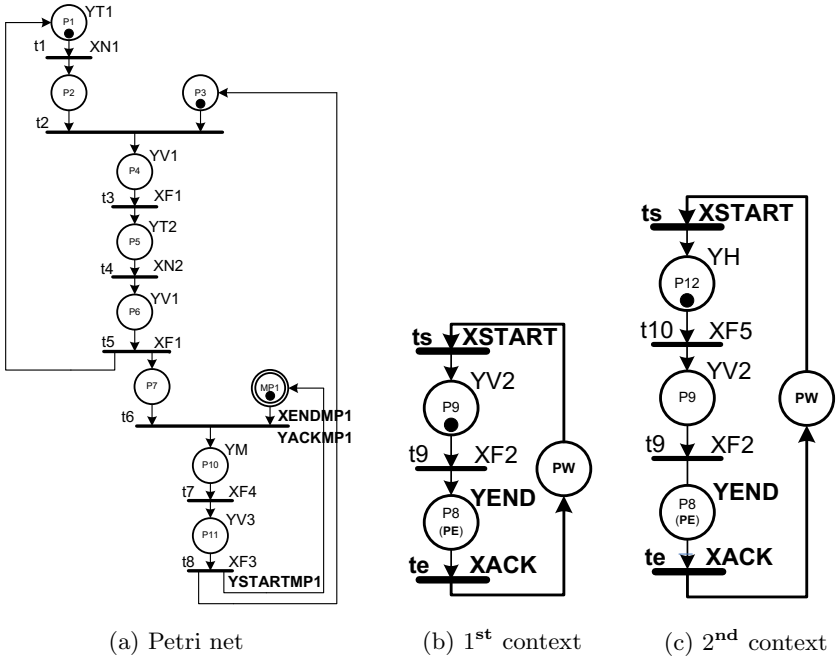 YT1
P1
t1 XN1
P2
P3
t2
YV1
P4
t3 XF1
YT2
P5
t4 XN2
YV1
P6
t5 XF1
P7
MP1
t6 XENDMP1
YACKMP1
YM
P10
t7 XF4
YV3
P11
t8 XF3
YSTARTMP1
(a) Petri net
ts XSTART
YV2
P9
t9 XF2
PW
YEND
P8
(PE)
te XACK
(b) 1st context
ts XSTART
YH
P12
t10 XF5
YV2
P9
PW
t9 XF2
YEND
P8
(PE)
te XACK
(c) 2nd context